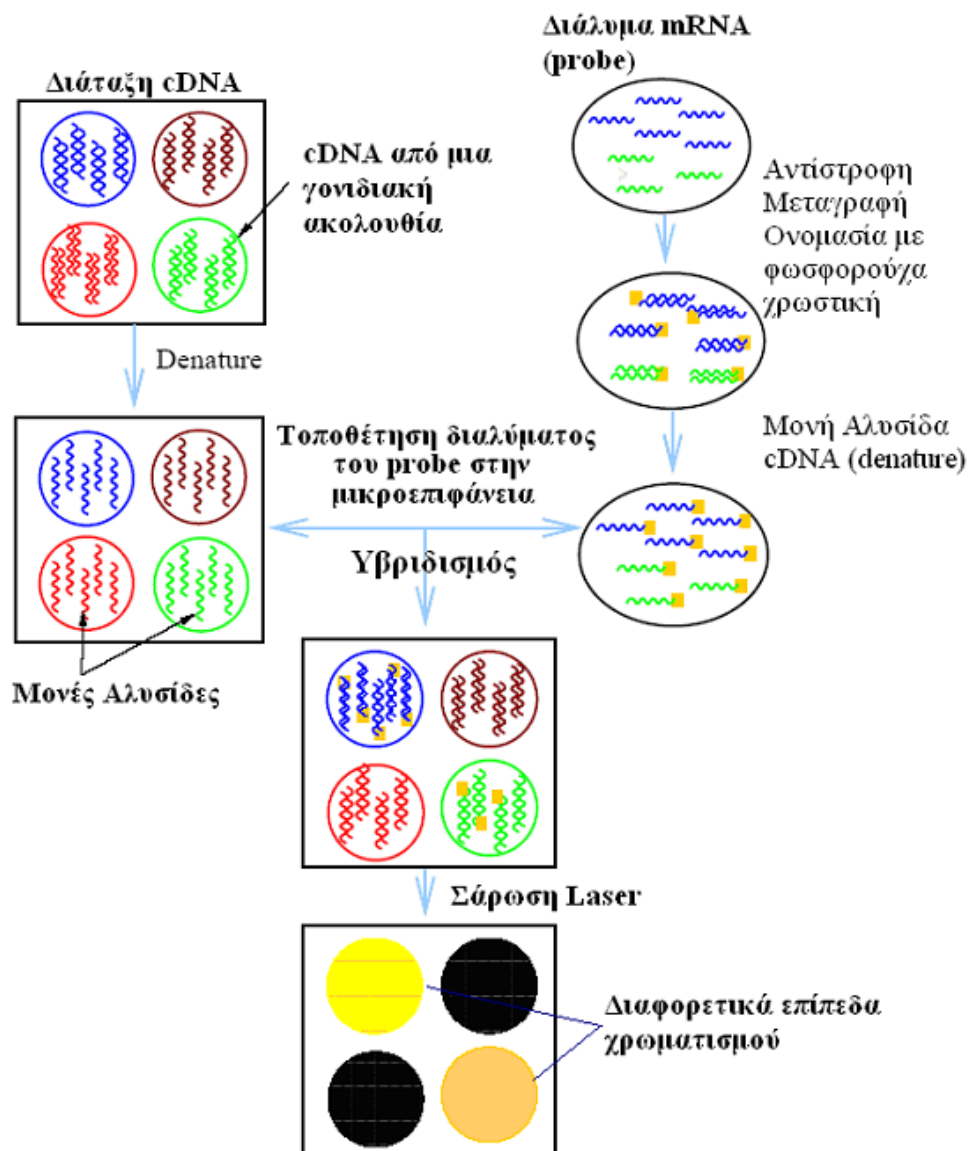 Διάλυμα mRNA
(probe)
Διάταξη cDNA
cDNA από μια
γονιδιακή
ακολουθία
Αντίστροφη
Μεταγραφή
Ονομασία με
φωσφορούχα
χρωστική
Denature
Τοποθέτηση διαλύματος
του probe στην
μικροεπιφάνεια
Μονή Αλυσίδα
cDNA (denature)
Υβριδισμός
Μονές Αλυσίδες
Σάρωση Laser
Διαφορετικά επίπεδα
χρωματισμού